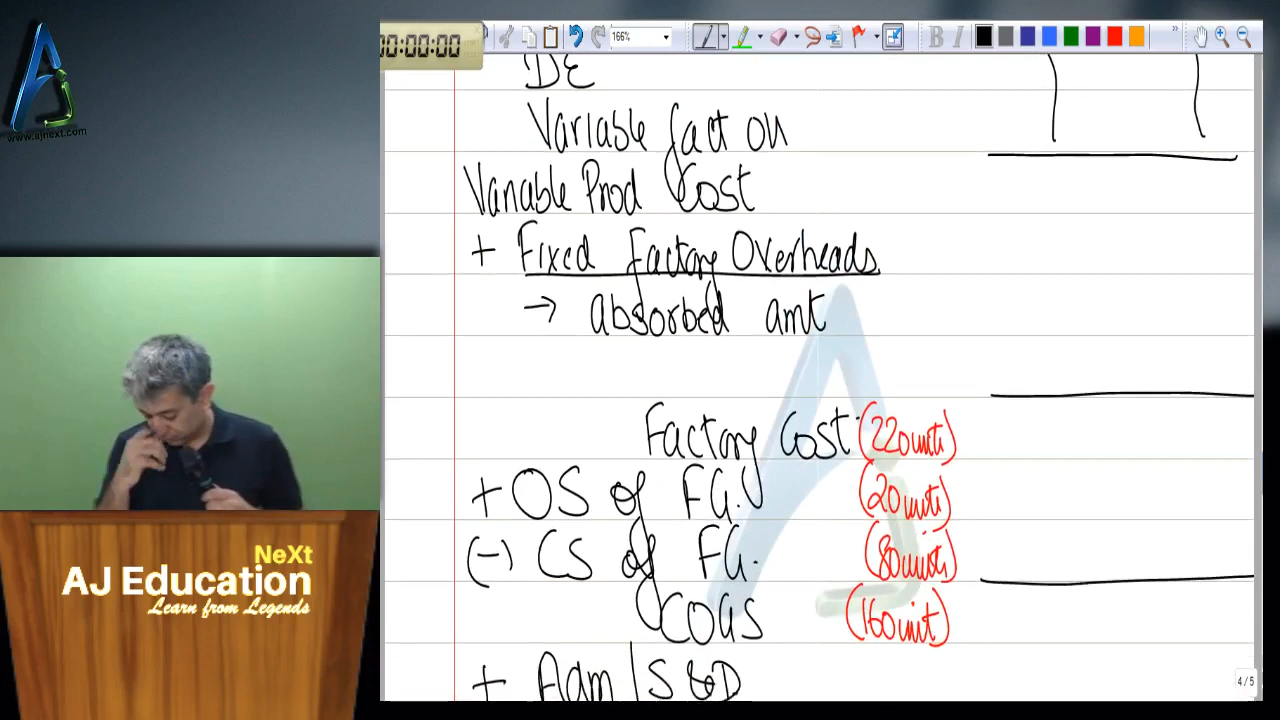 www.ajnext.com
00:00:00
166%
DE
Variable fact OH
Variable Prod Cost
+ Fixed Factory Overheads
→ absorbed amt
Factory Cost (220 units)
+ OS of FG. (20 units)
(-) CS of FG. (80 units)
COGS (160 unit)
+ Adm / S & D
4/5
NeXt
AJ Education
Learn from Legends